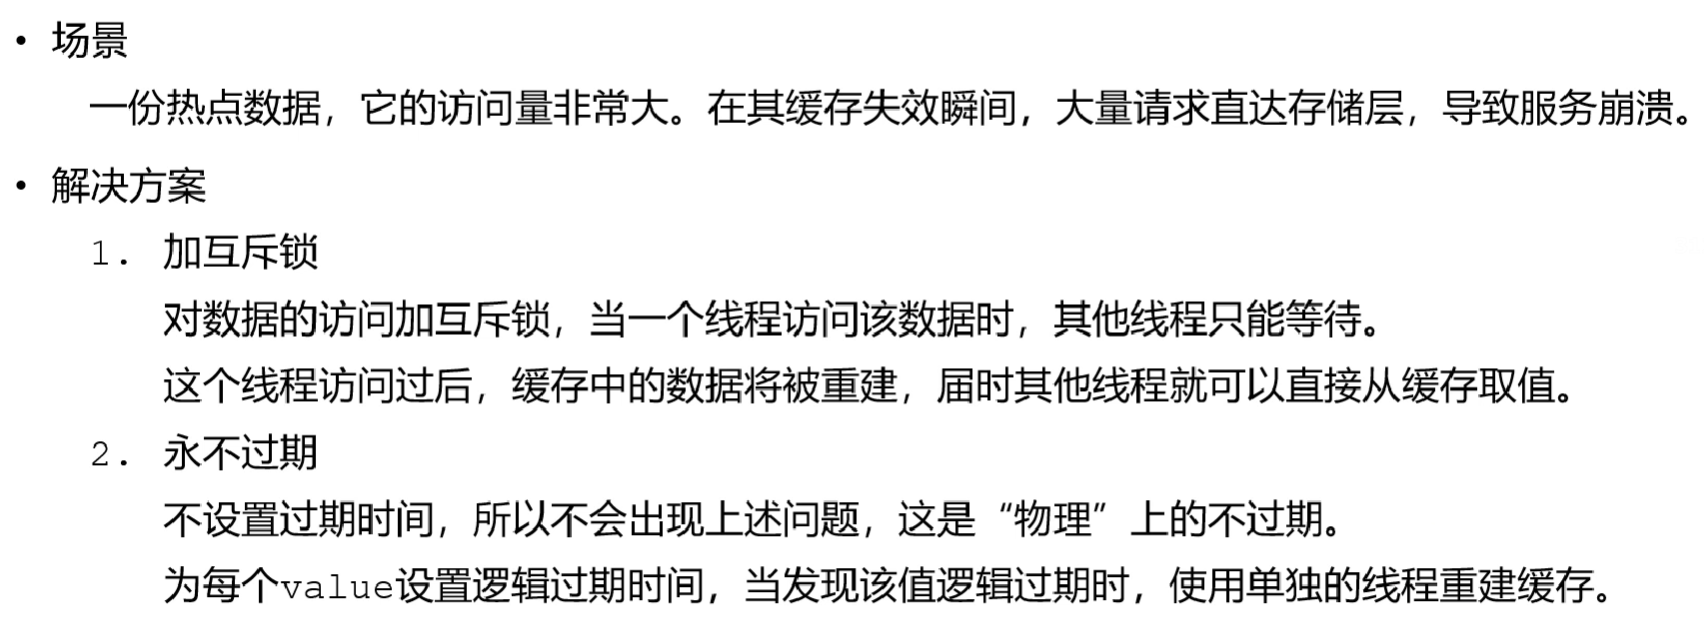 • 场景
一份热点数据，它的访问量非常大。在其缓存失效瞬间，大量请求直达存储层，导致服务崩溃。
• 解决方案
1. 加互斥锁
对数据的访问加互斥锁，当一个线程访问该数据时，其他线程只能等待。
这个线程访问过后，缓存中的数据将被重建，届时其他线程就可以直接从缓存取值。
2. 永不过期
不设置过期时间，所以不会出现上述问题，这是“物理”上的不过期。
为每个value设置逻辑过期时间，当发现该值逻辑过期时，使用单独的线程重建缓存。